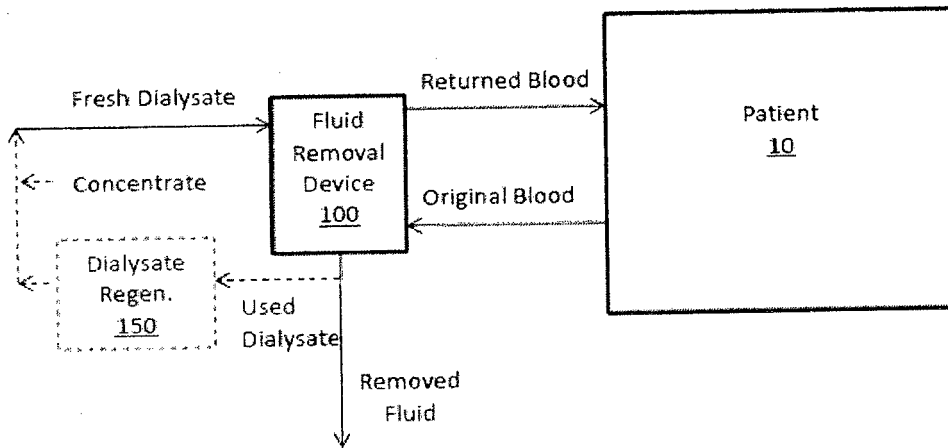 Fresh Dialysate
Concentrate
Dialysate
Regen.
150
Fluid
Removal
Device
100
Used
Dialysate
Removed
Fluid
Returned Blood
Original Blood
Patient
10